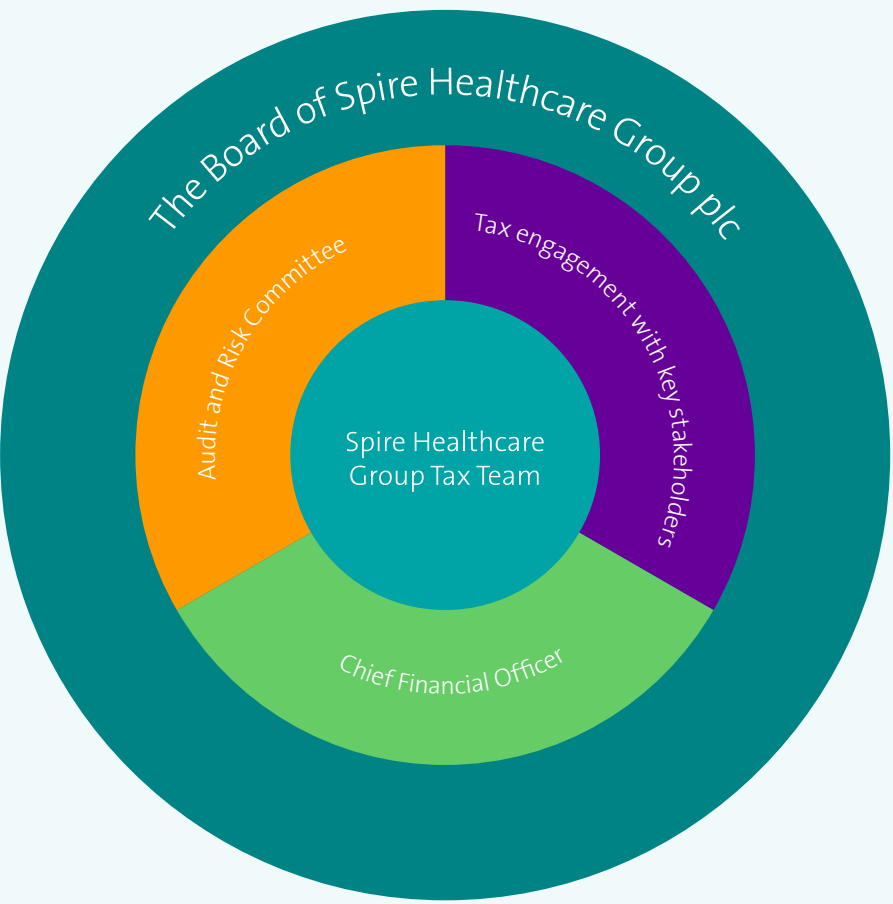 The Board of Spire Healthcare Group plc
Audit and Risk Committee
Tax engagement with key stakeholders
Spire Healthcare
Group Tax Team
Chief Financial Officer